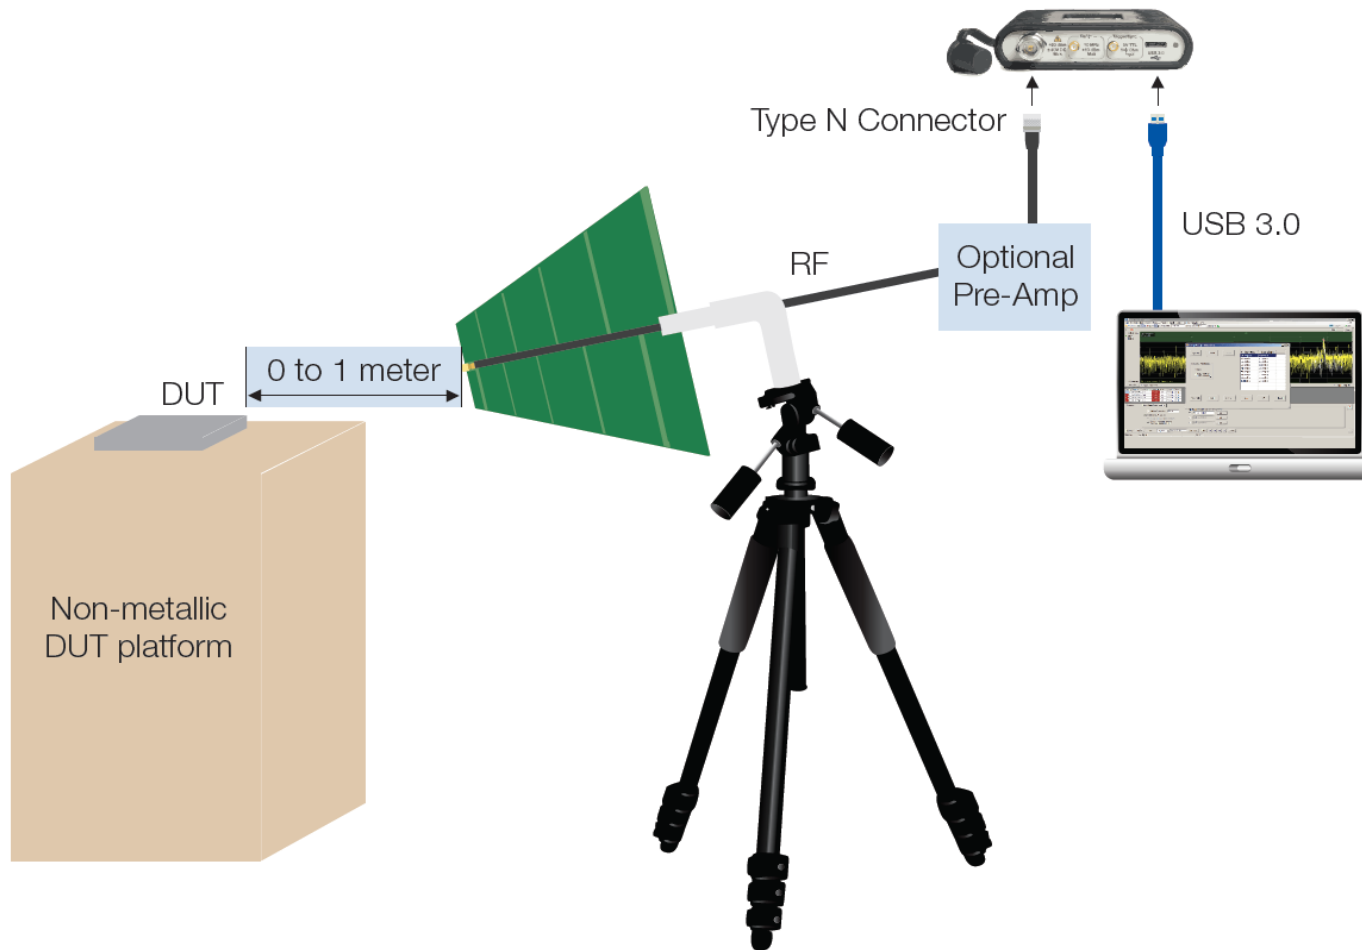 Type N Connector
USB 3.0
RF
Optional
Pre-Amp
0 to 1 meter
DUT
Non-metallic
DUT platform